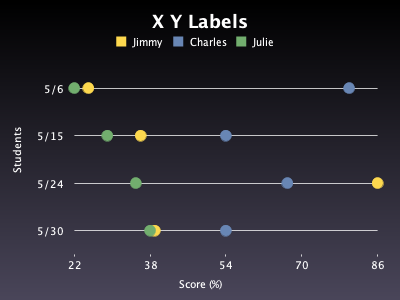 X Y Labels
Jimmy Charles Julie
5/6
5/15
5/24
5/30
Students
22 38 54 70 86
Score (%)